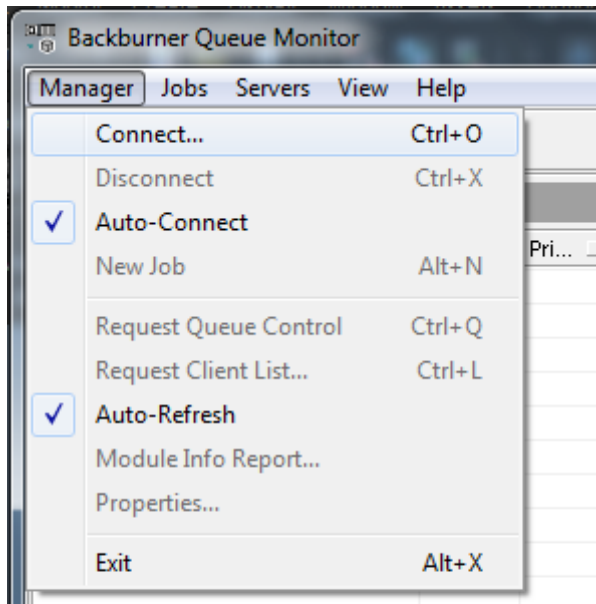 Backburner Queue Monitor
Manager Jobs Servers View Help
Connect... Ctrl+O
Disconnect Ctrl+X
Auto-Connect
New Job Alt+N
Pri...
Request Queue Control Ctrl+Q
Request Client List... Ctrl+L
Auto-Refresh
Module Info Report...
Properties...
Exit Alt+X